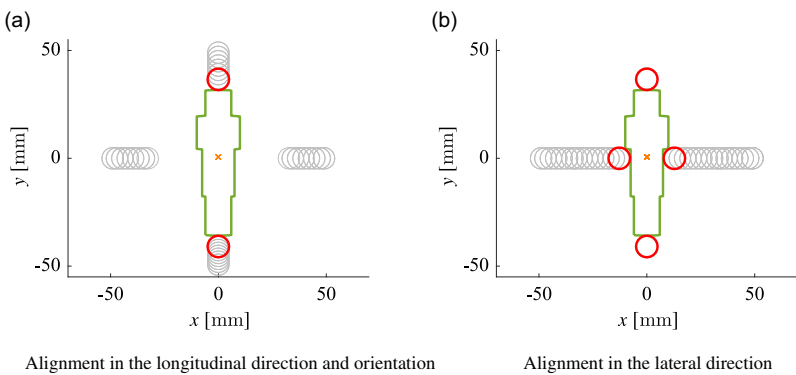 (a)
(b)
50
0
-50
y [mm]
-50
0
50
x [mm]
50
0
-50
y [mm]
-50
0
50
x [mm]
Alignment in the longitudinal direction and orientation
Alignment in the lateral direction